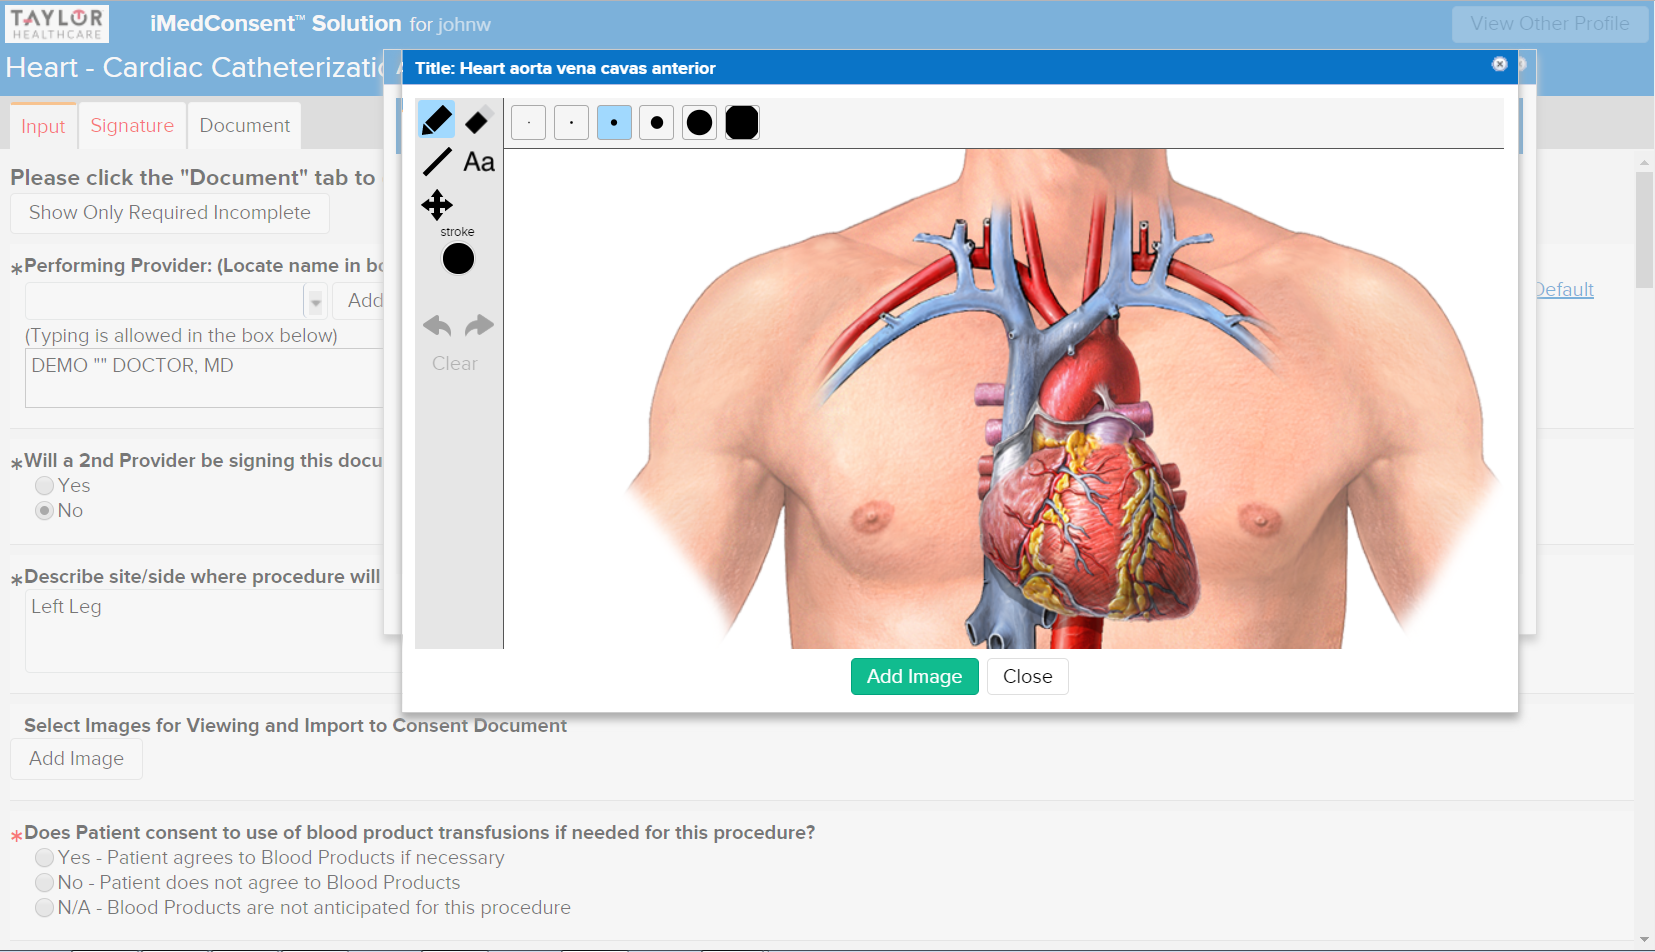 TAYLOR
HEALTHCARE
iMedConsent™ Solution for johnw
View Other Profile
Heart - Cardiac Catheterizatio
Title: Heart aorta vena cavas anterior
Input
Signature
Document
Aa
stroke
Clear
Please click the "Document" tab to
Show Only Required Incomplete
Performing Provider: (Locate name in bo
Add
Default
(Typing is allowed in the box below)
DEMO "" DOCTOR, MD
Will a 2nd Provider be signing this docu
Yes
No
Describe site/side where procedure will
Left Leg
Add Image
Close
Select Images for Viewing and Import to Consent Document
Add Image
*Does Patient consent to use of blood product transfusions if needed for this procedure?
Yes - Patient agrees to Blood Products if necessary
No - Patient does not agree to Blood Products
N/A - Blood Products are not anticipated for this procedure